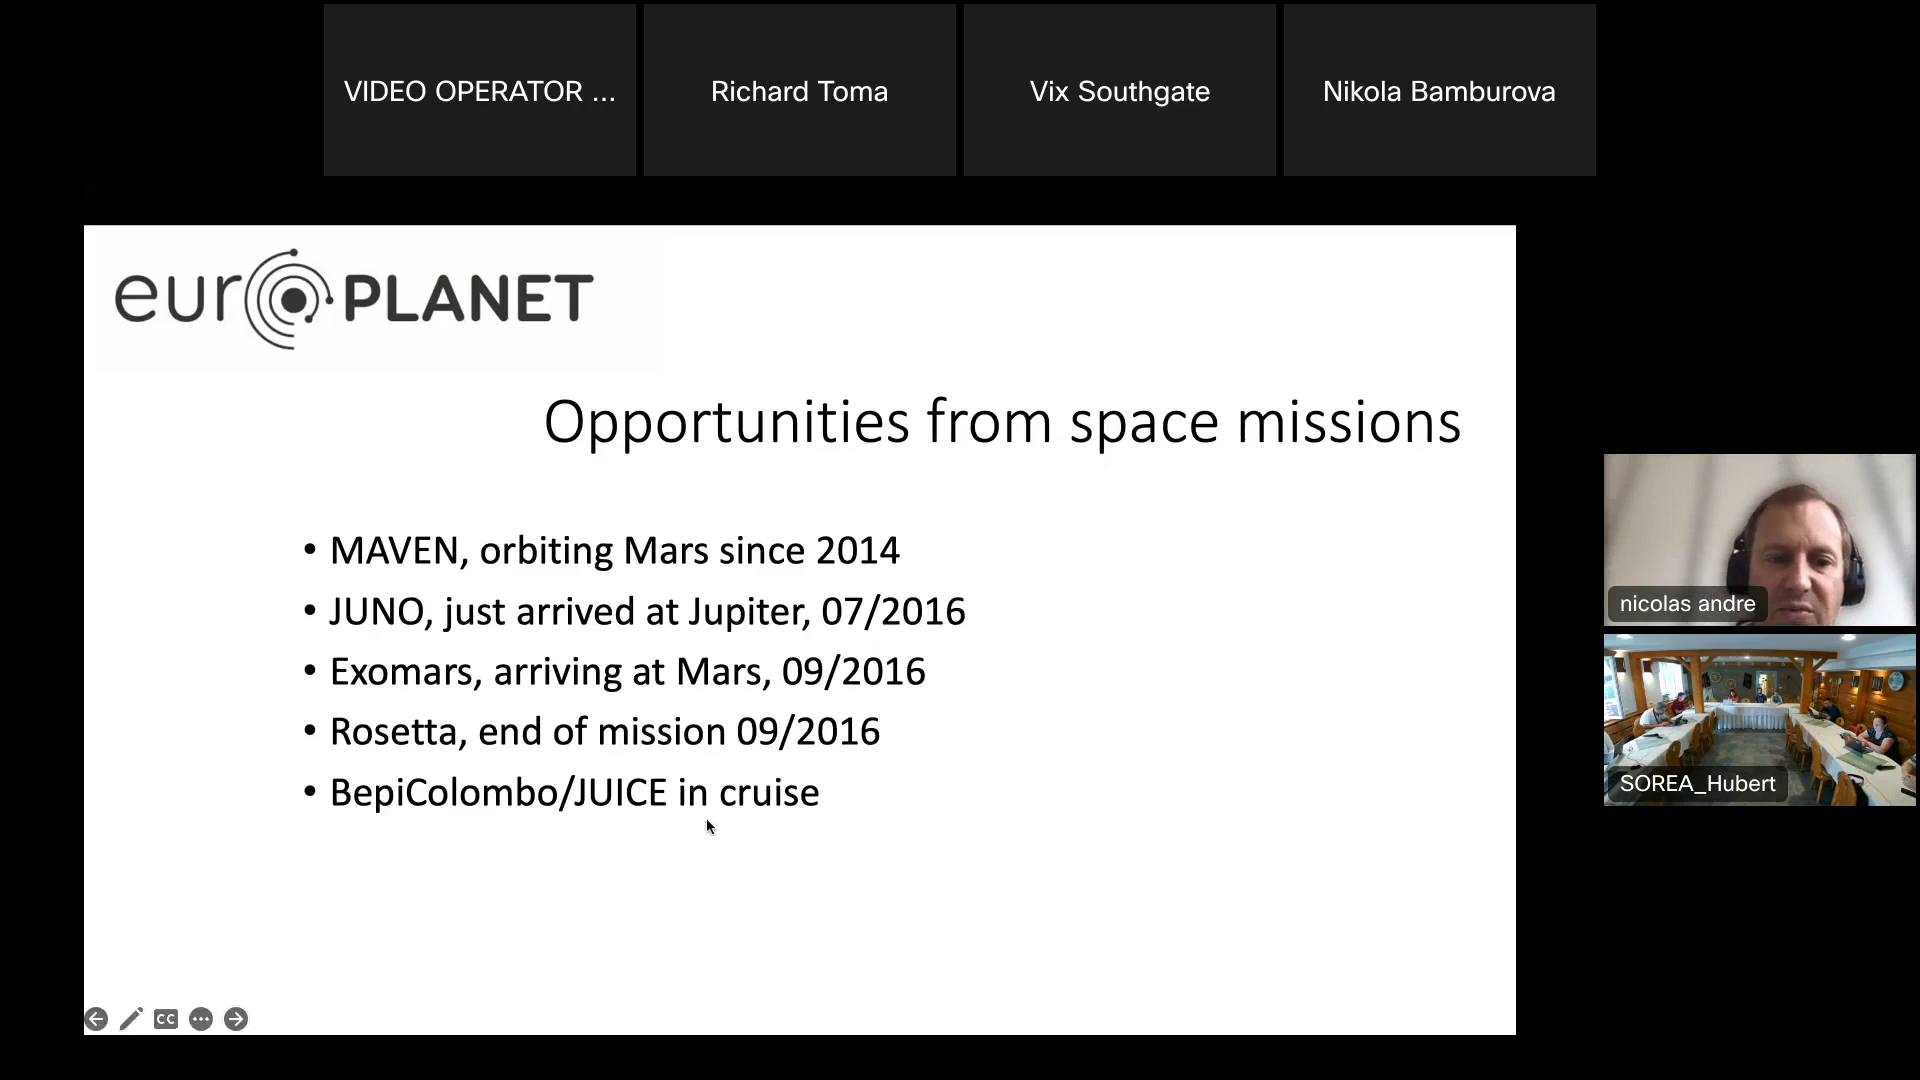 VIDEO OPERATOR ...
Richard Toma
Vix Southgate
Nikola Bamburova
euroPLANET
Opportunities from space missions
• MAVEN, orbiting Mars since 2014
• JUNO, just arrived at Jupiter, 07/2016
• Exomars, arriving at Mars, 09/2016
• Rosetta, end of mission 09/2016
• BepiColombo/JUICE in cruise
nicolas andre
SOREA_Hubert
CC